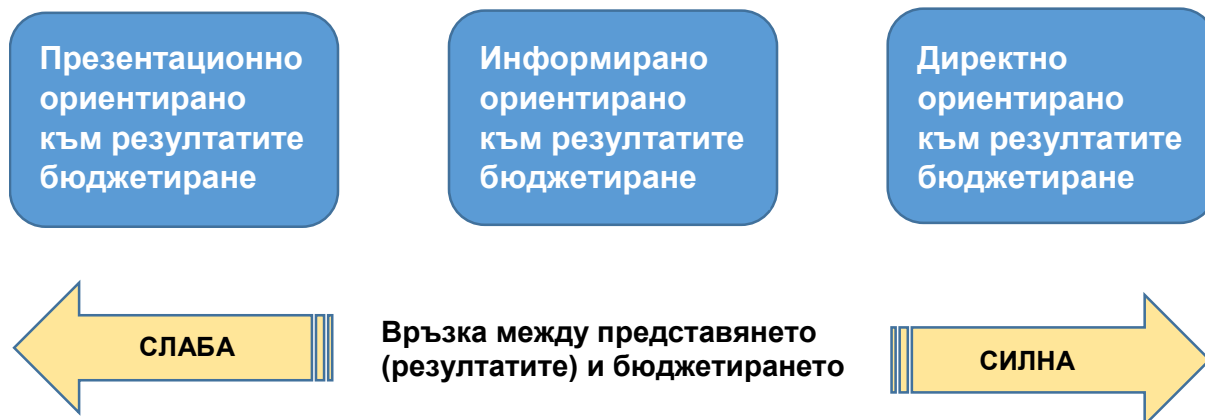 Презентационно
ориентирано
към резултатите
бюджетиране
Информирано
ориентирано
към резултатите
бюджетиране
Директно
ориентирано
към резултатите
бюджетиране
СЛАБА
Връзка между представянето
(резултатите) и бюджетирането
СИЛНА